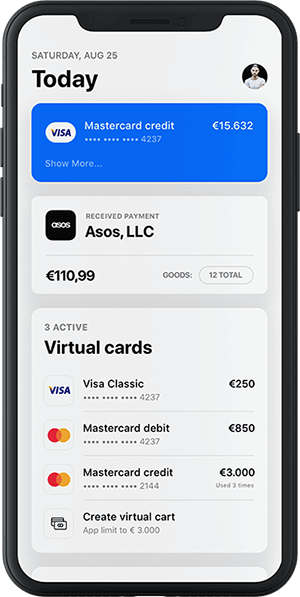 SATURDAY, AUG 25
Today
VISA
Mastercard credit
€15.632
•••• •••• •••• 4237
Show More...
asos
RECEIVED PAYMENT
Asos, LLC
€110,99
GOODS:
12 TOTAL
3 ACTIVE
Virtual cards
VISA
Visa Classic
€250
•••• •••• •••• 4237
Mastercard debit
€850
•••• •••• •••• 4237
Mastercard credit
€3.000
•••• •••• •••• 2144
Used 3 times
Create virtual cart
App limit to € 3.000